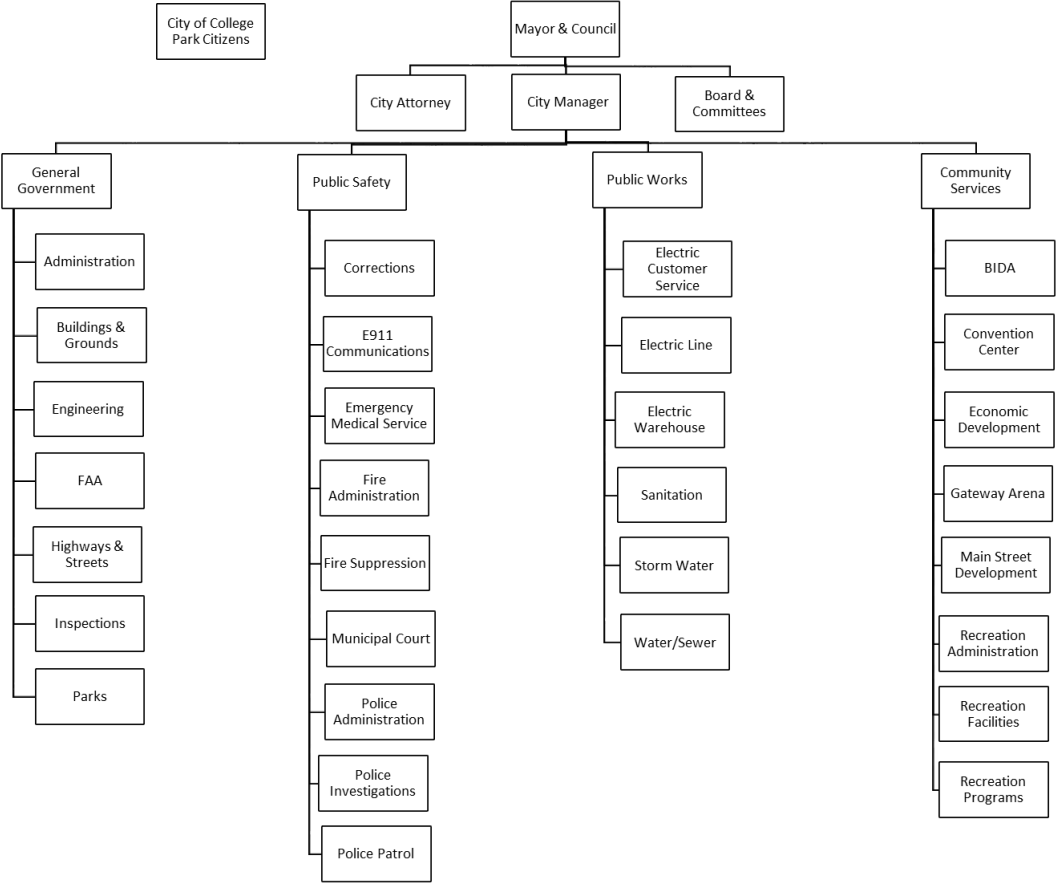 City of College
Park Citizens
Mayor & Council
City Attorney
City Manager
Board &
Committees
General
Government
Administration
Buildings &
Grounds
Engineering
FAA
Highways &
Streets
Inspections
Parks
Public Safety
Corrections
E911
Communications
Emergency
Medical Service
Fire
Administration
Fire Suppression
Municipal Court
Police
Administration
Police
Investigations
Police Patrol
Public Works
Electric
Customer
Service
Electric Line
Electric
Warehouse
Sanitation
Storm Water
Water/Sewer
Community
Services
BIDA
Convention
Center
Economic
Development
Gateway Arena
Main Street
Development
Recreation
Administration
Recreation
Facilities
Recreation
Programs